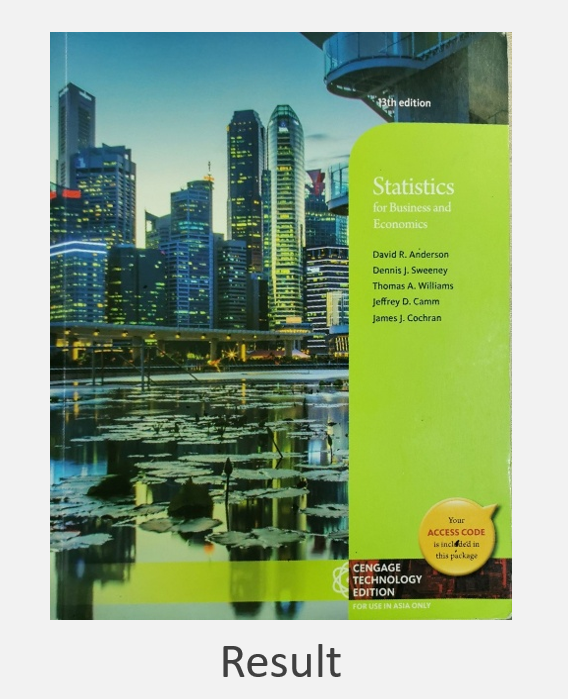 13th edition
Statistics
for Business and
Economics
David R. Anderson
Dennis J. Sweeney
Thomas A. Williams
Jeffrey D. Camm
James J. Cochran
Your
ACCESS CODE
is included in
this package
CENGAGE
TECHNOLOGY
EDITION
FOR USE IN ASIA ONLY
Result